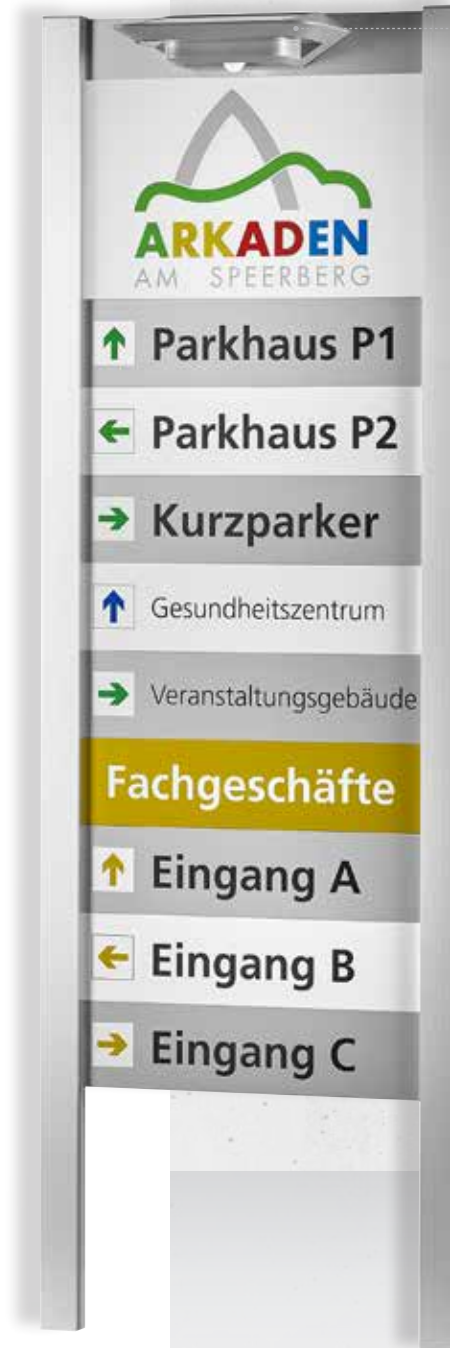 ARKADEN
AM SPEERBERG
Parkhaus P1
Parkhaus P2
Kurzparker
Gesundheitszentrum
Veranstaltungsgebäude
Fachgeschäfte
Eingang A
Eingang B
Eingang C